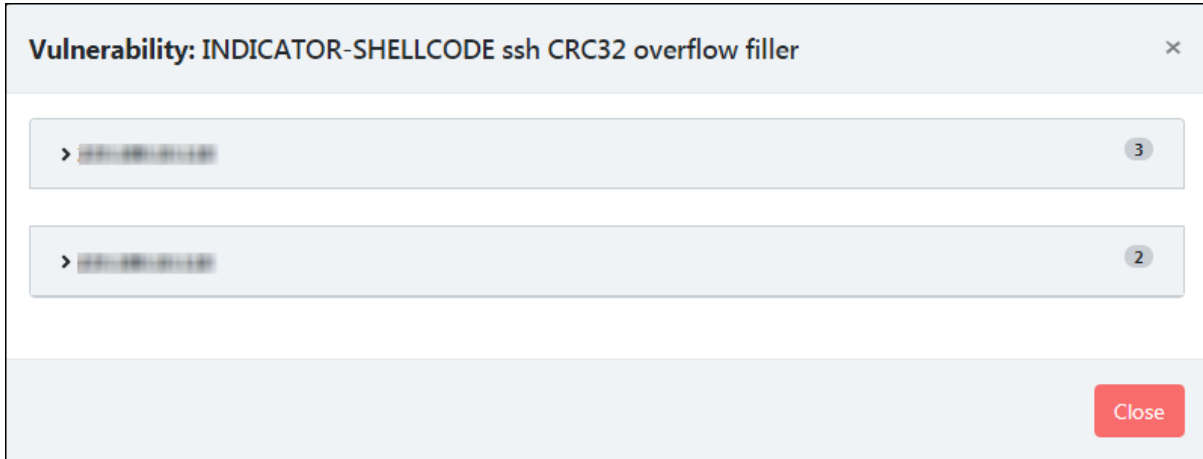 Vulnerability: INDICATOR-SHELLCODE ssh CRC32 overflow filler
3
2
Close